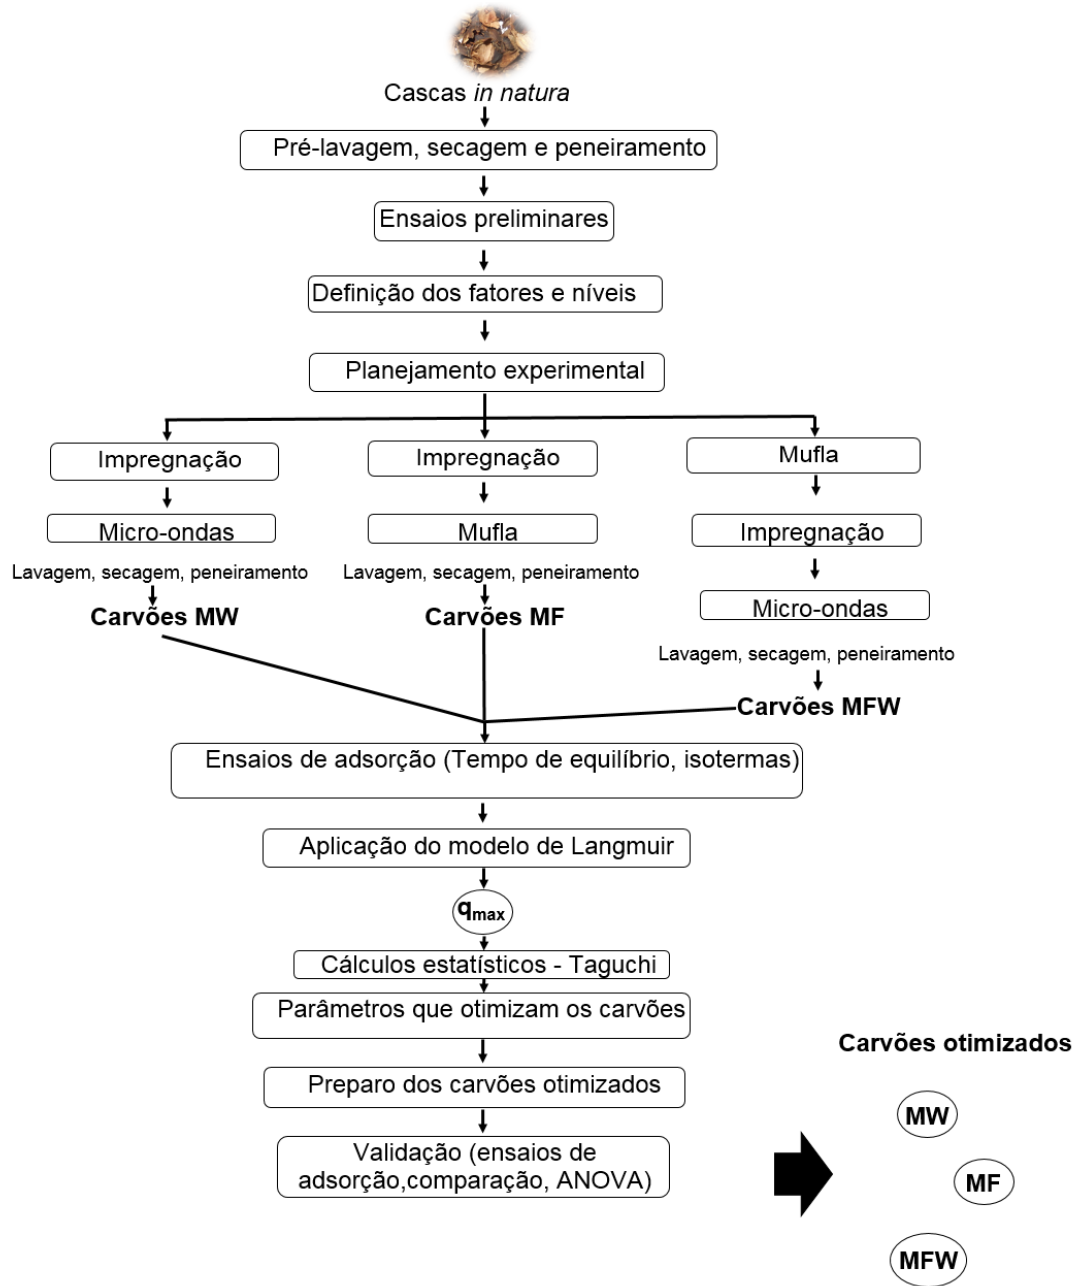 Cascas in natura
Pré-lavagem, secagem e peneiramento
Ensaios preliminares
Definição dos fatores e níveis
Planejamento experimental
Impregnação
Micro-ondas
Lavagem, secagem, peneiramento
Carvões MW
Impregnação
Mufla
Lavagem, secagem, peneiramento
Carvões MF
Mufla
Impregnação
Micro-ondas
Lavagem, secagem, peneiramento
Carvões MFW
Ensaios de adsorção (Tempo de equilíbrio, isotermas)
Aplicação do modelo de Langmuir
qmax
Cálculos estatísticos - Taguchi
Parâmetros que otimizam os carvões
Preparo dos carvões otimizados
Validação (ensaios de
adsorção,comparação, ANOVA)
Carvões otimizados
MW
MF
MFW